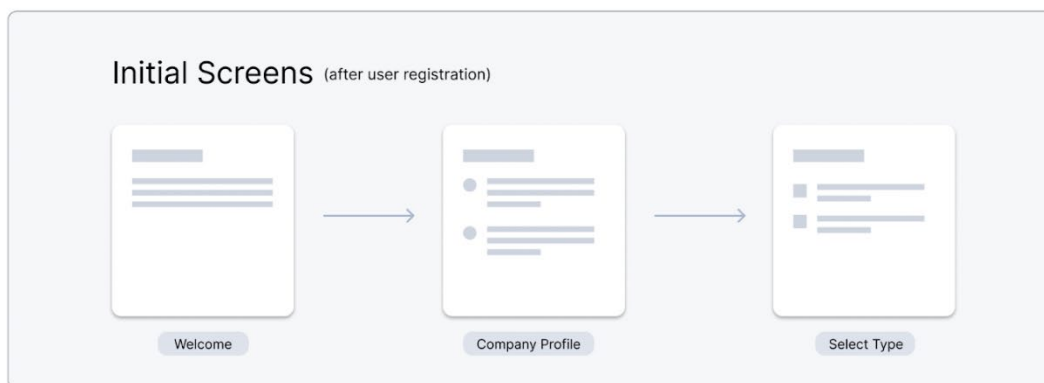 Initial Screens (after user registration)
Welcome
Company Profile
Select Type